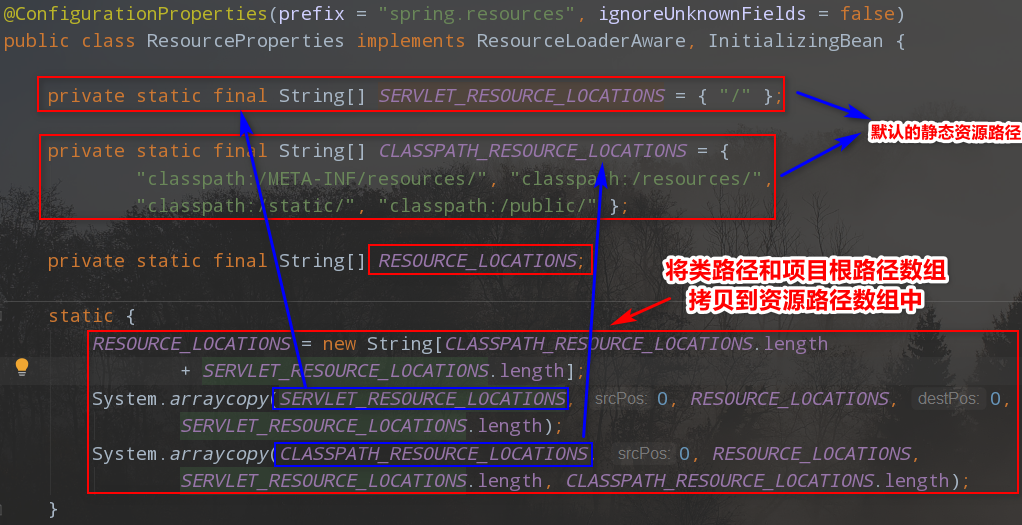 @ConfigurationProperties(prefix = "spring.resources", ignoreUnknownFields = false)
public class ResourceProperties implements ResourceLoaderAware, InitializingBean {
private static final String[] SERVLET_RESOURCE_LOCATIONS = { "/" };
默认的静态资源路径
private static final String[] CLASSPATH_RESOURCE_LOCATIONS = {
"classpath:/META-INF/resources/", "classpath:/resources/",
"classpath:/static/", "classpath:/public/" };
private static final String[] RESOURCE_LOCATIONS;
将类路径和项目根路径数组
拷贝到资源路径数组中
static {
RESOURCE_LOCATIONS = new String[CLASSPATH_RESOURCE_LOCATIONS.length
+ SERVLET_RESOURCE_LOCATIONS.length];
System.arraycopy(SERVLET_RESOURCE_LOCATIONS, srcPos: 0, RESOURCE_LOCATIONS, destPos: 0,
SERVLET_RESOURCE_LOCATIONS.length);
System.arraycopy(CLASSPATH_RESOURCE_LOCATIONS, srcPos: 0, RESOURCE_LOCATIONS,
SERVLET_RESOURCE_LOCATIONS.length, CLASSPATH_RESOURCE_LOCATIONS.length);
}